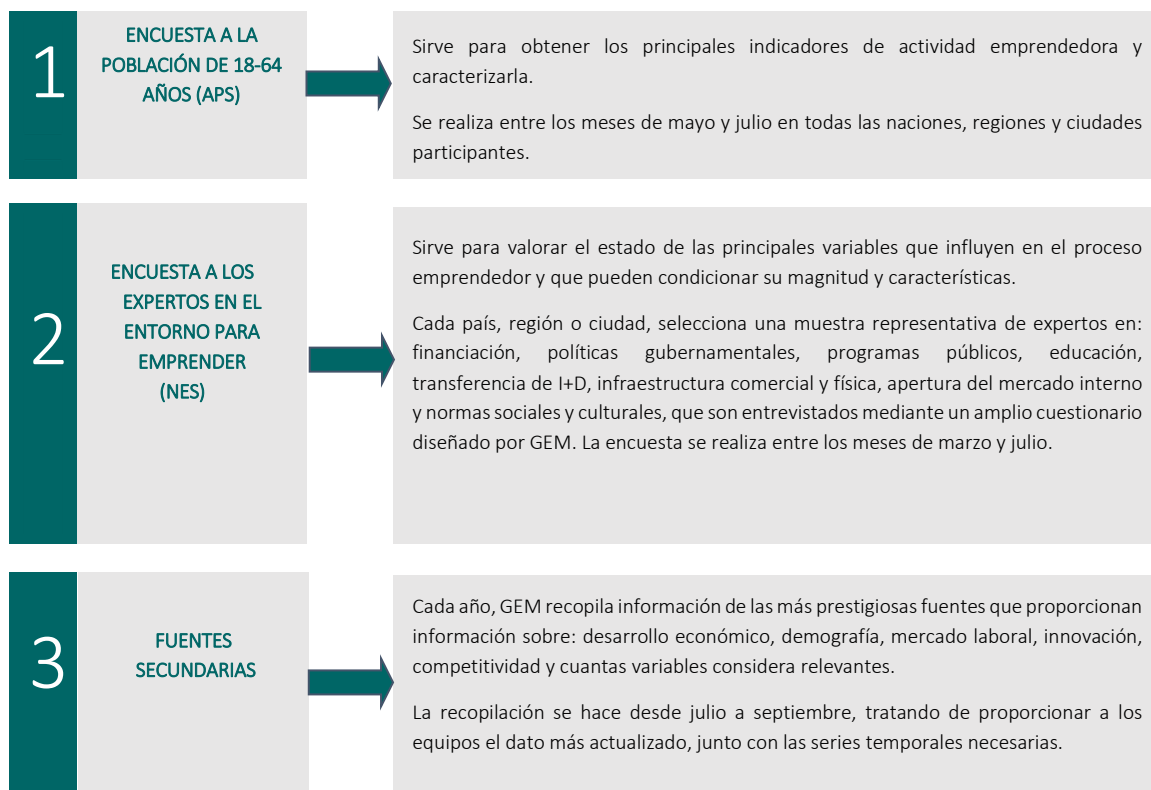 1
ENCUESTA A LA
POBLACIÓN DE 18-64
AÑOS (APS)
Sirve para obtener los principales indicadores de actividad emprendedora y
caracterizarla.
Se realiza entre los meses de mayo y julio en todas las naciones, regiones y ciudades
participantes.
2
ENCUESTA A LOS
EXPERTOS EN EL
ENTORNO PARA
EMPRENDER
(NES)
Sirve para valorar el estado de las principales variables que influyen en el proceso
emprendedor y que pueden condicionar su magnitud y características.
Cada país, región o ciudad, selecciona una muestra representativa de expertos en:
financiación, políticas gubernamentales, programas públicos, educación,
transferencia de I+D, infraestructura comercial y física, apertura del mercado interno
y normas sociales y culturales, que son entrevistados mediante un amplio cuestionario
diseñado por GEM. La encuesta se realiza entre los meses de marzo y julio.
3
FUENTES
SECUNDARIAS
Cada año, GEM recopila información de las más prestigiosas fuentes que proporcionan
información sobre: desarrollo económico, demografía, mercado laboral, innovación,
competitividad y cuantas variables considera relevantes.
La recopilación se hace desde julio a septiembre, tratando de proporcionar a los
equipos el dato más actualizado, junto con las series temporales necesarias.